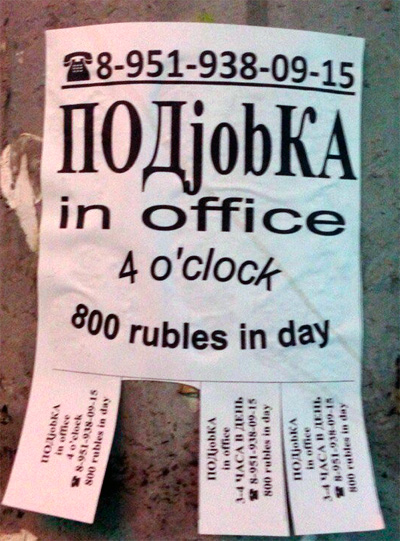 ☎8-951-938-09-15
ПОДjobКА
in office
4 o'clock
800 rubles in day
ПОДjobКА
in office
4 o'clock
☎ 8-951-938-09-15
800 rubles in day
ПОДjobКА
in office
3-4 ЧАСА В ДЕНЬ
☎ 8-951-938-09-15
800 rubles in day
ПОДjobКА
in office
3-4 ЧАСА В ДЕНЬ
☎ 8-951-938-09-15
800 rubles in day